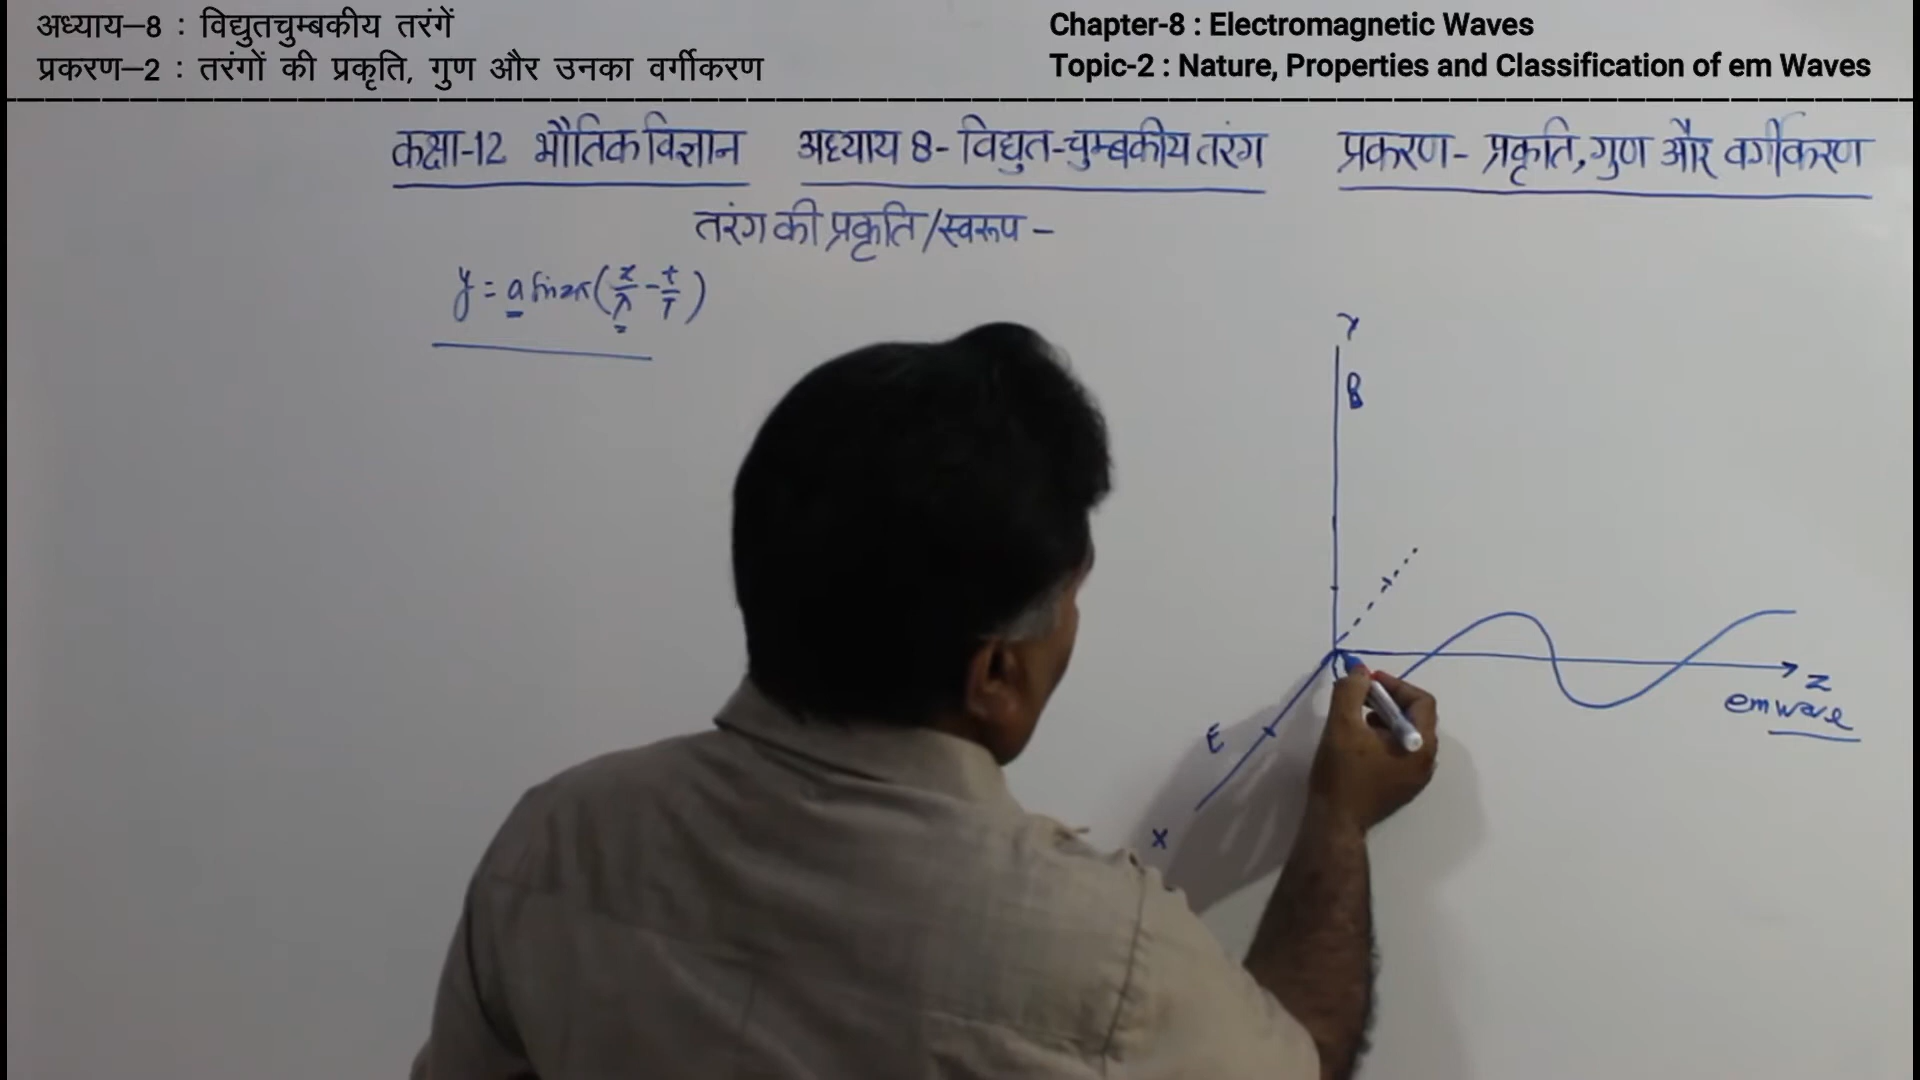 अध्याय–8 : विद्युतचुम्बकीय तरंगें
प्रकरण–2 : तरंगों की प्रकृति, गुण और उनका वर्गीकरण
Chapter-8 : Electromagnetic Waves
Topic-2 : Nature, Properties and Classification of em Waves
कक्षा-12 भौतिक विज्ञान अध्याय 8- विद्युत-चुम्बकीय तरंग प्रकरण- प्रकृति, गुण और वर्गीकरण
तरंग की प्रकृति/स्वरूप –
y = a sin 2π (x/λ - t/T)
Y
B
E
X
Z
em wave